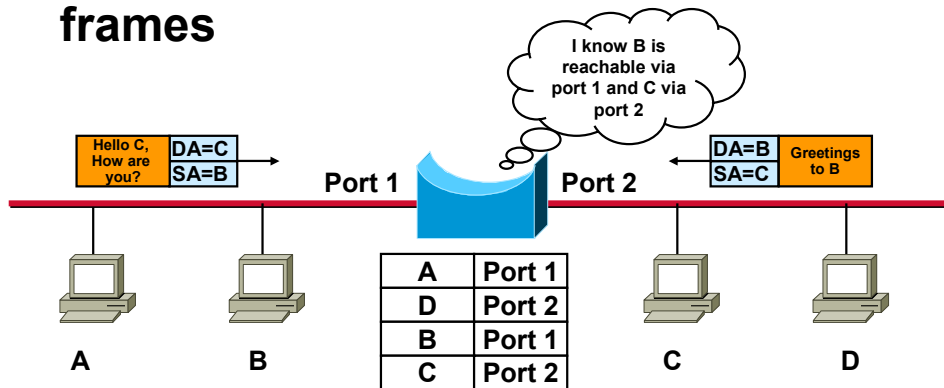 frames
I know B is
reachable via
port 1 and C via
port 2
Hello C,
How are
you?
DA=C
SA=B
Port 1
Port 2
DA=B
SA=C
Greetings
to B
A Port 1
D Port 2
B Port 1
C Port 2
A
B
C
D